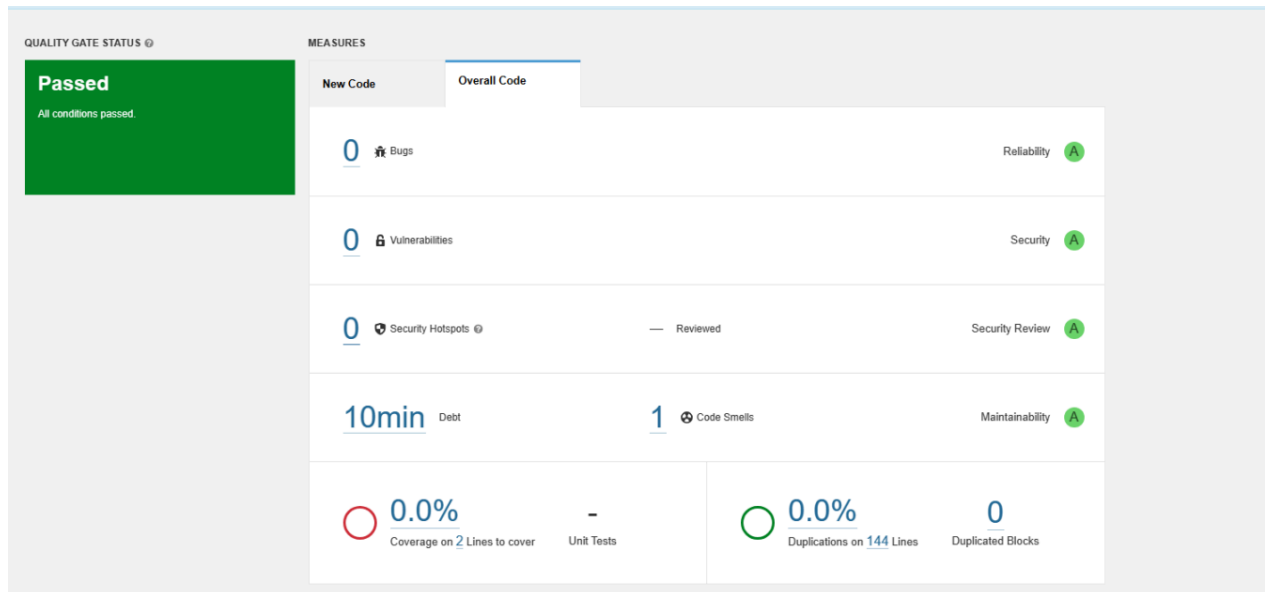 QUALITY GATE STATUS
MEASURES
Passed
All conditions passed.
New Code
Overall Code
0 Bugs
Reliability A
0 Vulnerabilities
Security A
0 Security Hotspots
— Reviewed
Security Review A
10min Debt
1 Code Smells
Maintainability A
0.0%
Coverage on 2 Lines to cover
-
Unit Tests
0.0%
Duplications on 144 Lines
0
Duplicated Blocks